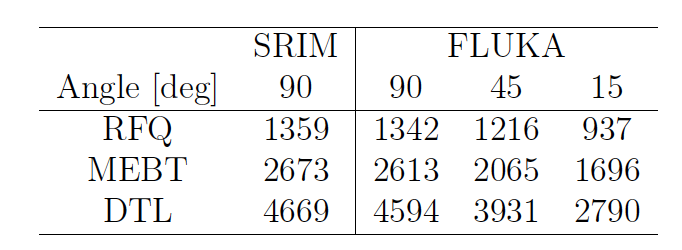 SRIM FLUKA
Angle [deg] 90 90 45 15
RFQ 1359 1342 1216 937
MEBT 2673 2613 2065 1696
DTL 4669 4594 3931 2790